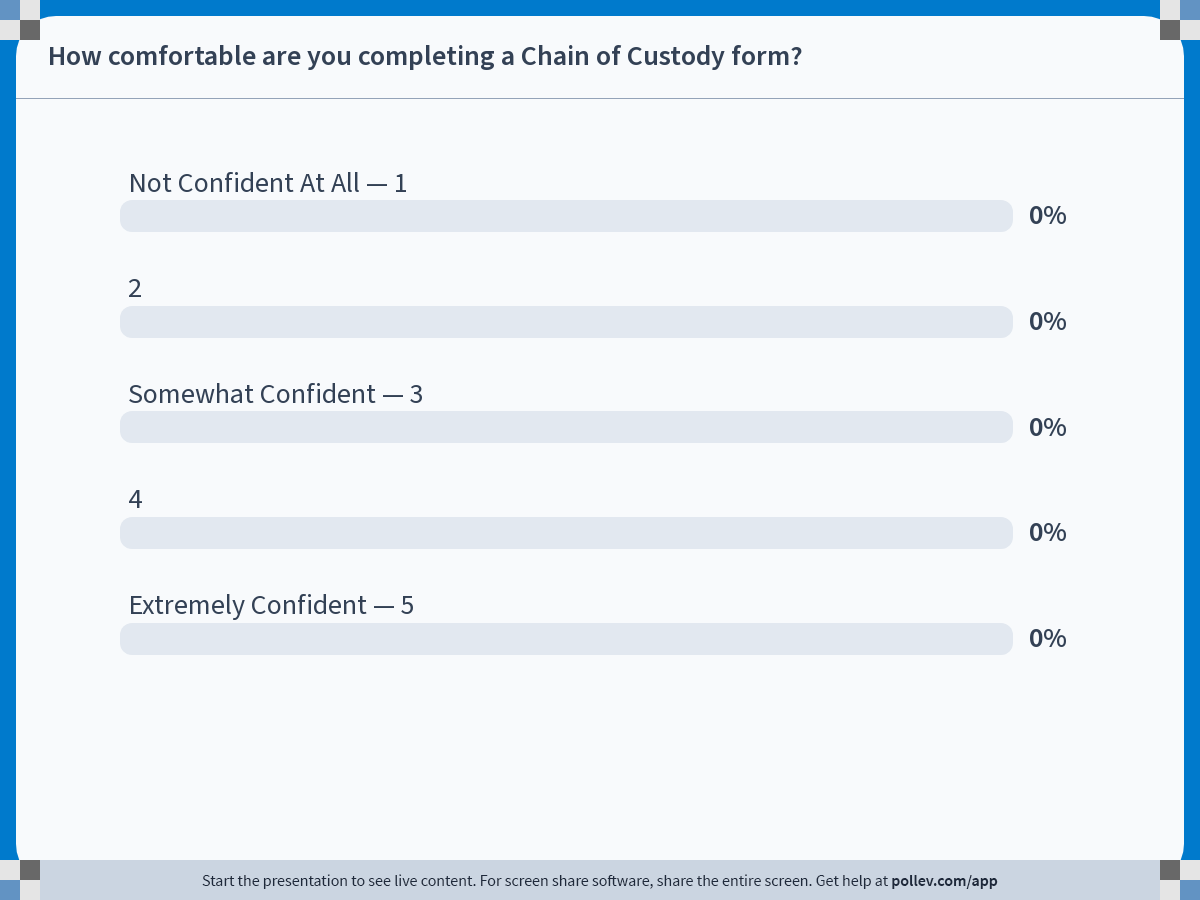 How comfortable are you completing a Chain of Custody form?
Not Confident At All — 1
0%
2
0%
Somewhat Confident — 3
0%
4
0%
Extremely Confident — 5
0%
Start the presentation to see live content. For screen share software, share the entire screen. Get help at pollev.com/app